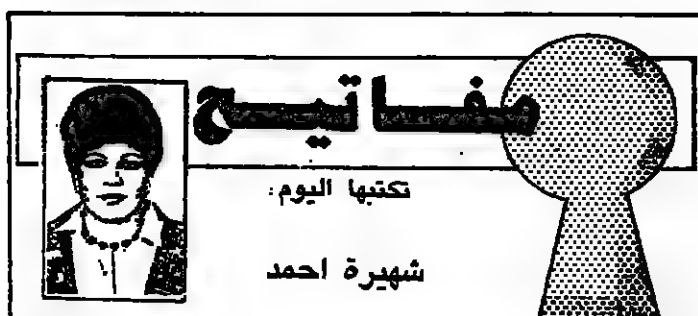 مفاتيح
تكتبها اليوم:
شهيرة احمد